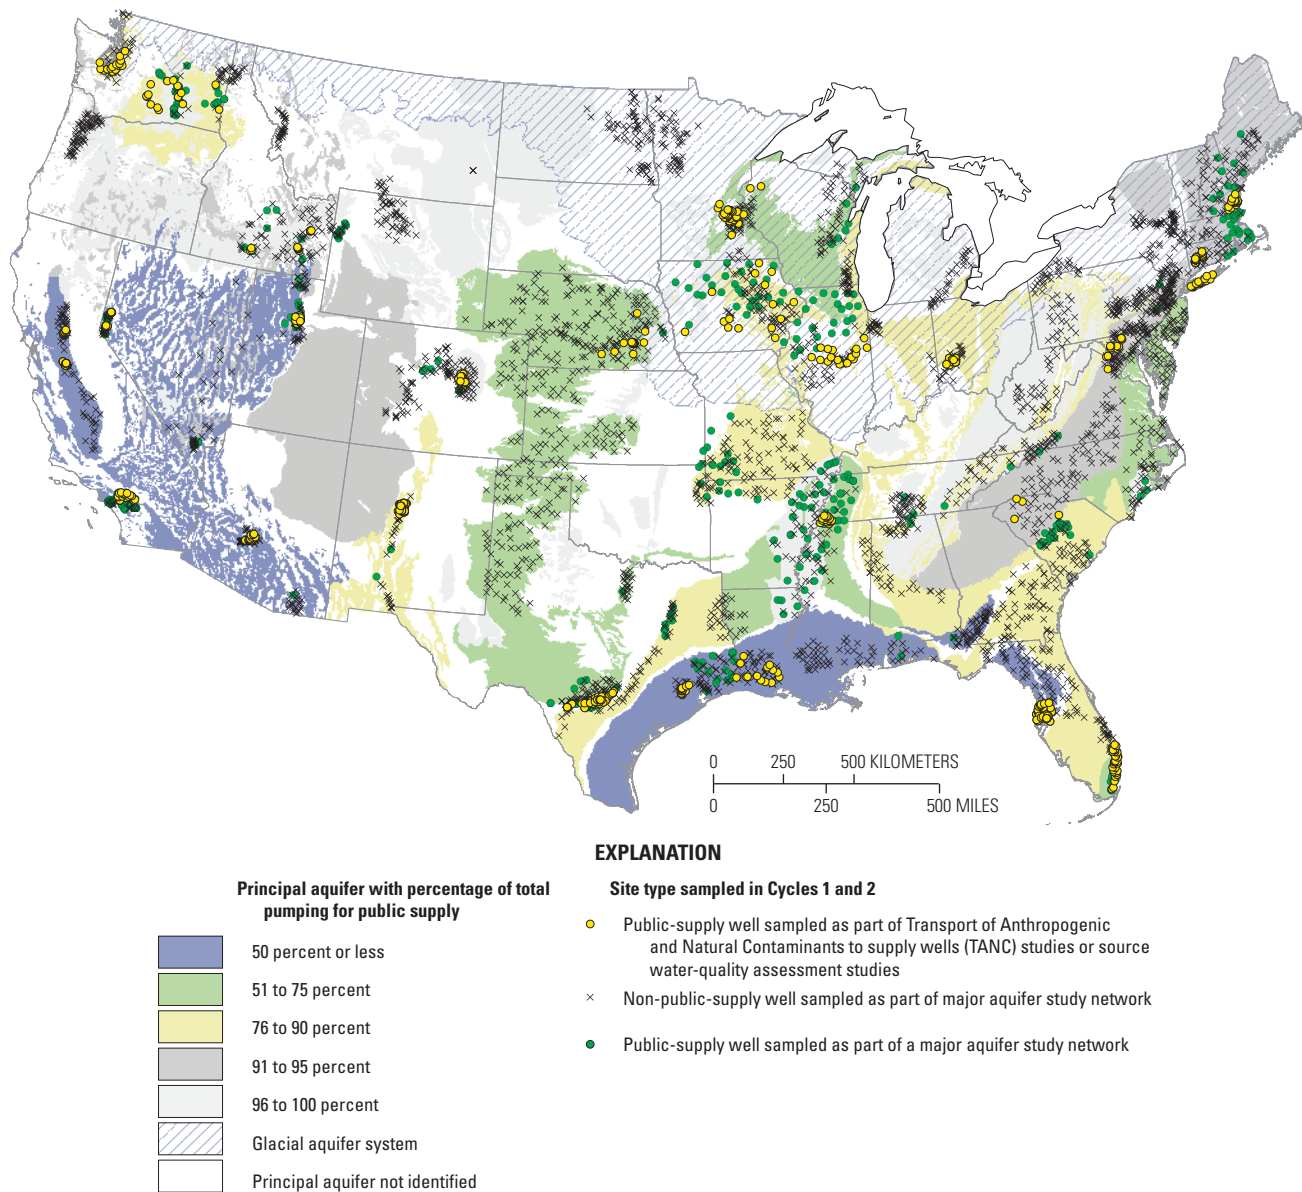 0 250 500 KILOMETERS
0 250 500 MILES
EXPLANATION
Principal aquifer with percentage of total
pumping for public supply
50 percent or less
51 to 75 percent
76 to 90 percent
91 to 95 percent
96 to 100 percent
Glacial aquifer system
Principal aquifer not identified
Site type sampled in Cycles 1 and 2
Public-supply well sampled as part of Transport of Anthropogenic
and Natural Contaminants to supply wells (TANC) studies or source
water-quality assessment studies
Non-public-supply well sampled as part of major aquifer study network
Public-supply well sampled as part of a major aquifer study network